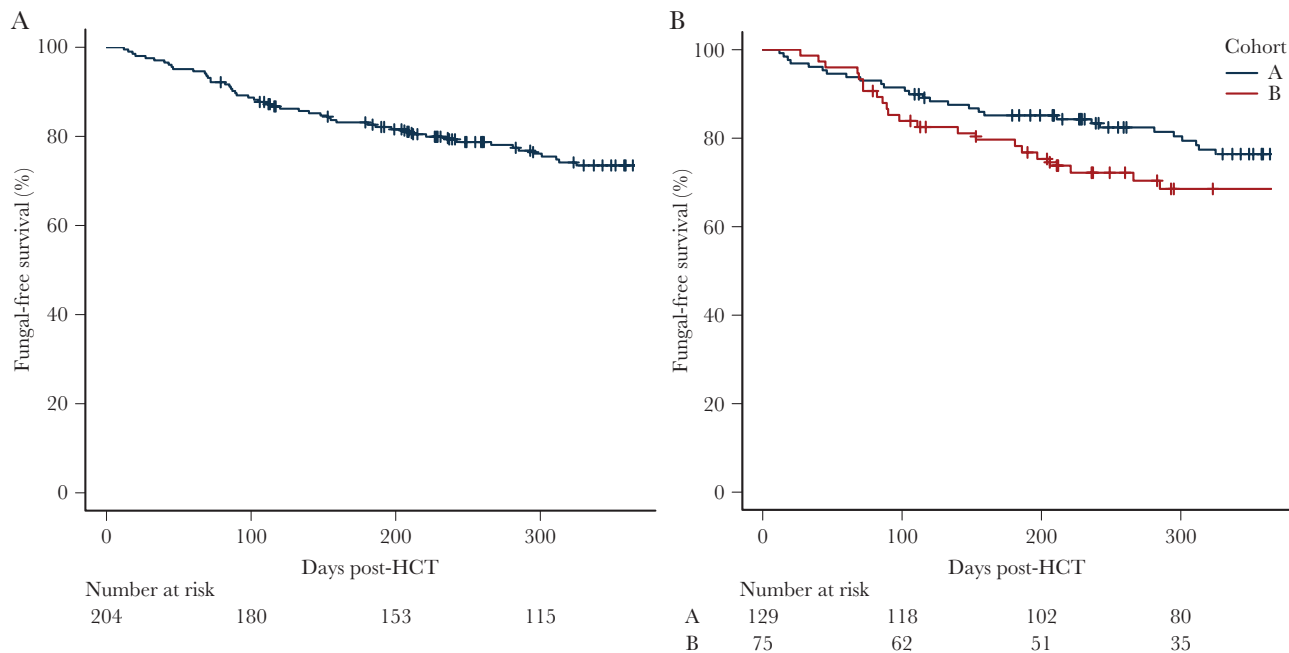 A
100
80
60
40
20
0
Fungal-free survival (%)
0 100 200 300
Days post-HCT
Number at risk
204 180 153 115
B
100
80
60
40
20
0
Fungal-free survival (%)
Cohort
A
B
0 100 200 300
Days post-HCT
Number at risk
A 129 118 102 80
B 75 62 51 35